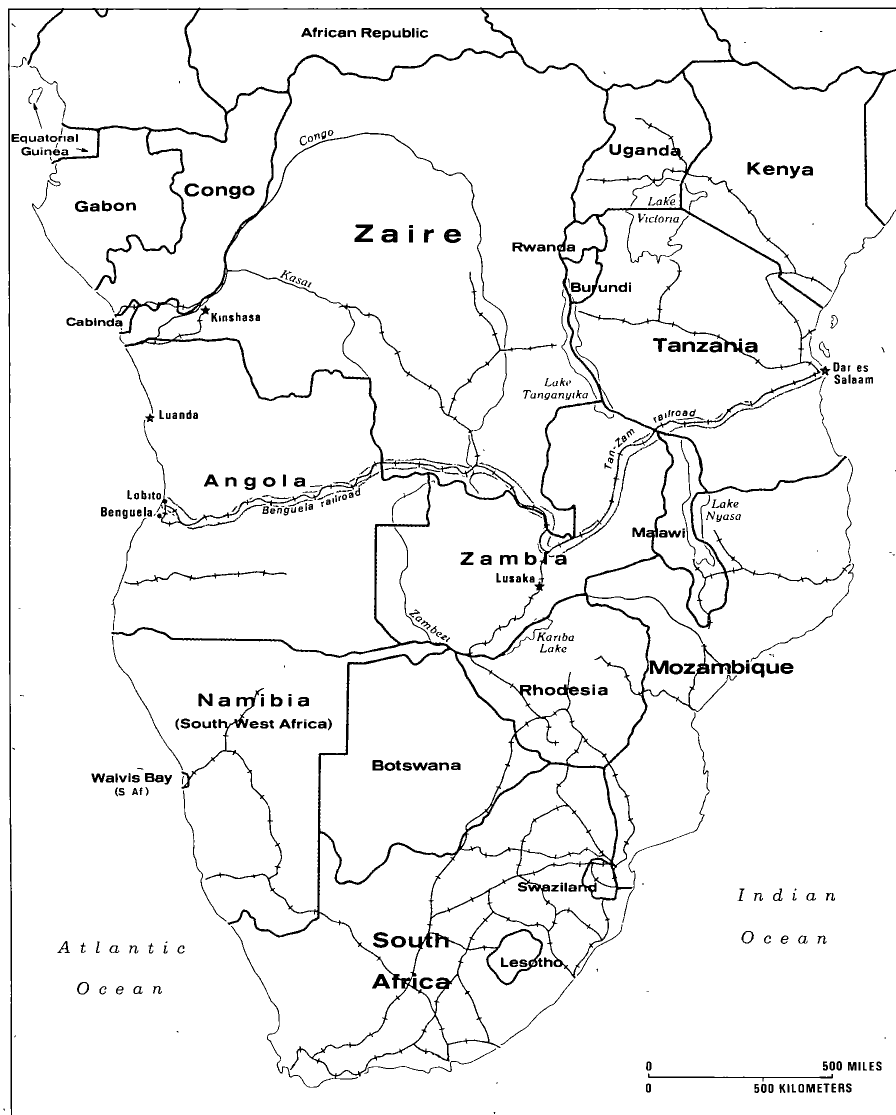 African Republic
Equatorial
Guinea
Gabon
Congo
Congo
Zaire
Uganda
Kenya
Lake
Victoria
Rwanda
Burundi
Kasai
Cabinda
Kinshasa
Tanzania
Dar es
Salaam
Lake
Tanganyika
Luanda
Tan-Zam railroad
Angola
Lobito
Benguela
Benguela railroad
Lake
Nyasa
Malawi
Zambia
Lusaka
Zambezi
Kariba
Lake
Mozambique
Rhodesia
Namibia
(South West Africa)
Botswana
Walvis Bay
(S Af)
Swaziland
Indian
Ocean
Atlantic
Ocean
South
Africa
Lesotho
0 500 MILES
0 500 KILOMETERS